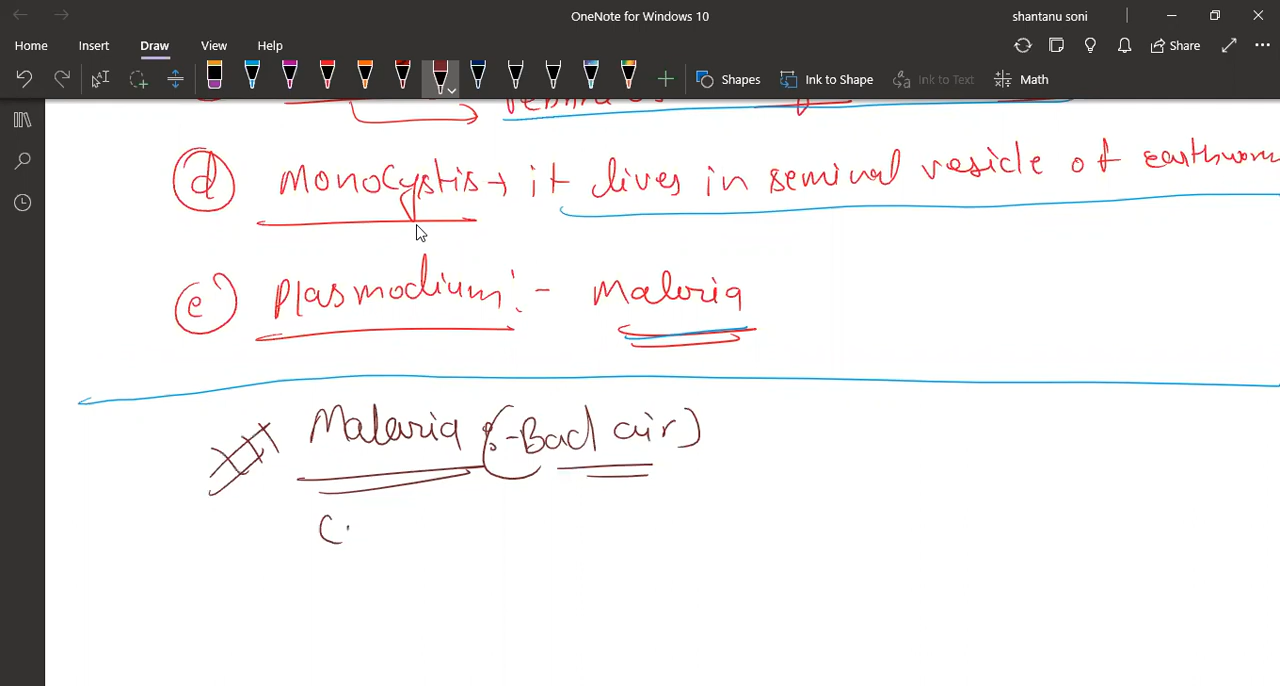 OneNote for Windows 10
shantanu soni
Home Insert Draw View Help
Share
Shapes Ink to Shape Ink to Text Math
(d) Monocystis → it lives in seminal vesicle of earthworm
(e) Plasmodium :- Malaria
Malaria (:-Bad air)
(